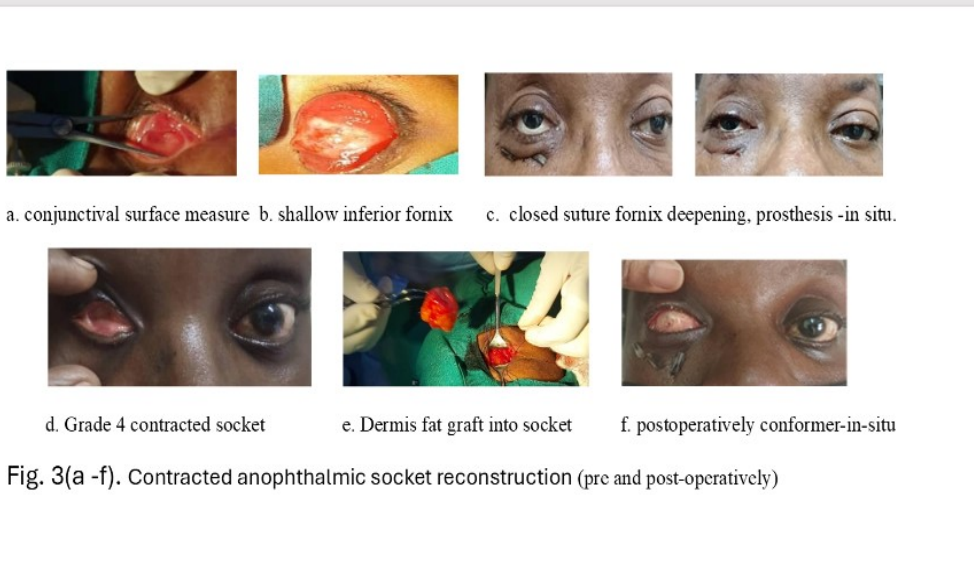 a. conjunctival surface measure b. shallow inferior fornix c. closed suture fornix deepening, prosthesis -in situ.
d. Grade 4 contracted socket e. Dermis fat graft into socket f. postoperatively conformer-in-situ
Fig. 3(a -f). Contracted anophthalmic socket reconstruction (pre and post-operatively)